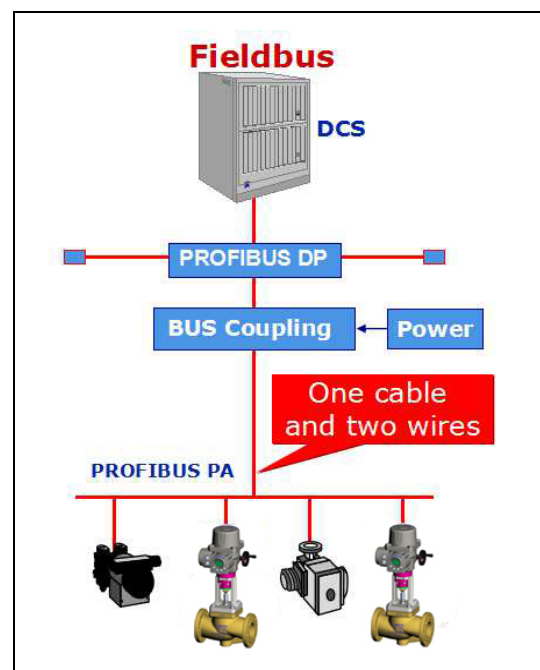 Fieldbus
DCS
PROFIBUS DP
BUS Coupling
Power
One cable
and two wires
PROFIBUS PA